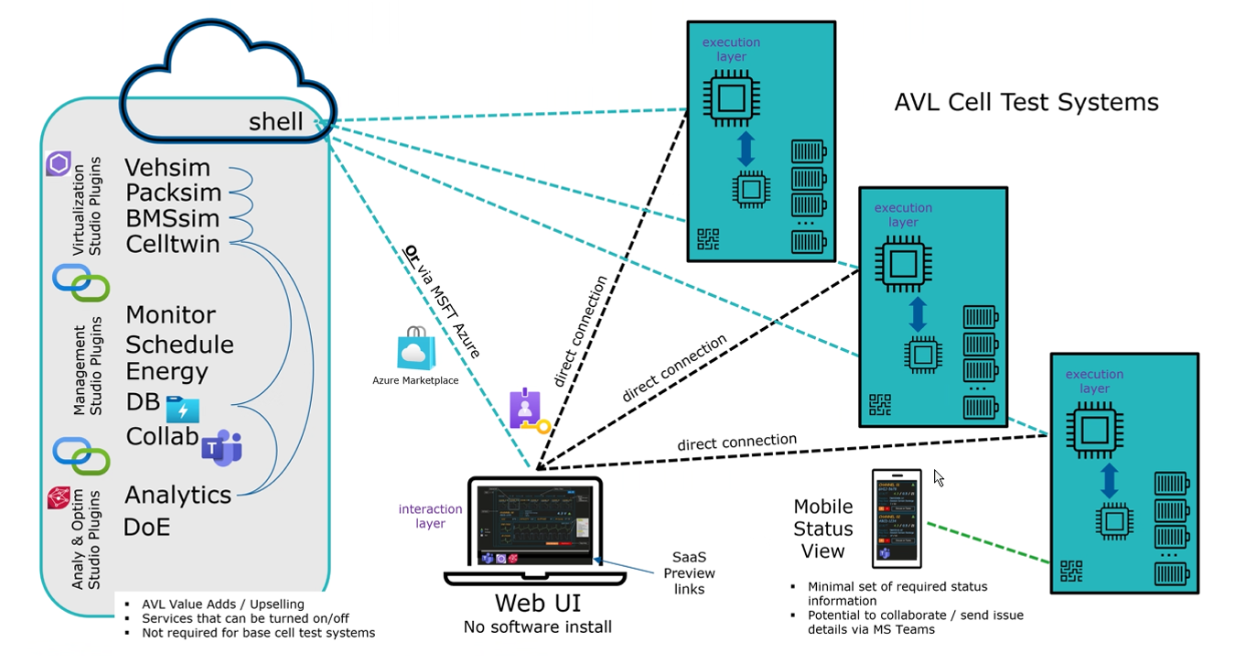 shell
Virtualization
Studio Plugins
Vehsim
Packsim
BMSsim
Celltwin
Management
Studio Plugins
Monitor
Schedule
Energy
DB
Collab
T
Analy & Optim
Studio Plugins
Analytics
DoE
▪ AVL Value Adds / Upselling
▪ Services that can be turned on/off
▪ Not required for base cell test systems
Or via MSFT Azure
Azure Marketplace
direct connection
direct connection
direct connection
interaction
layer
Web UI
No software install
SaaS
Preview
links
AVL Cell Test Systems
execution
layer
...
execution
layer
...
execution
layer
...
Mobile
Status
View
▪ Minimal set of required status
information
▪ Potential to collaborate / send issue
details via MS Teams